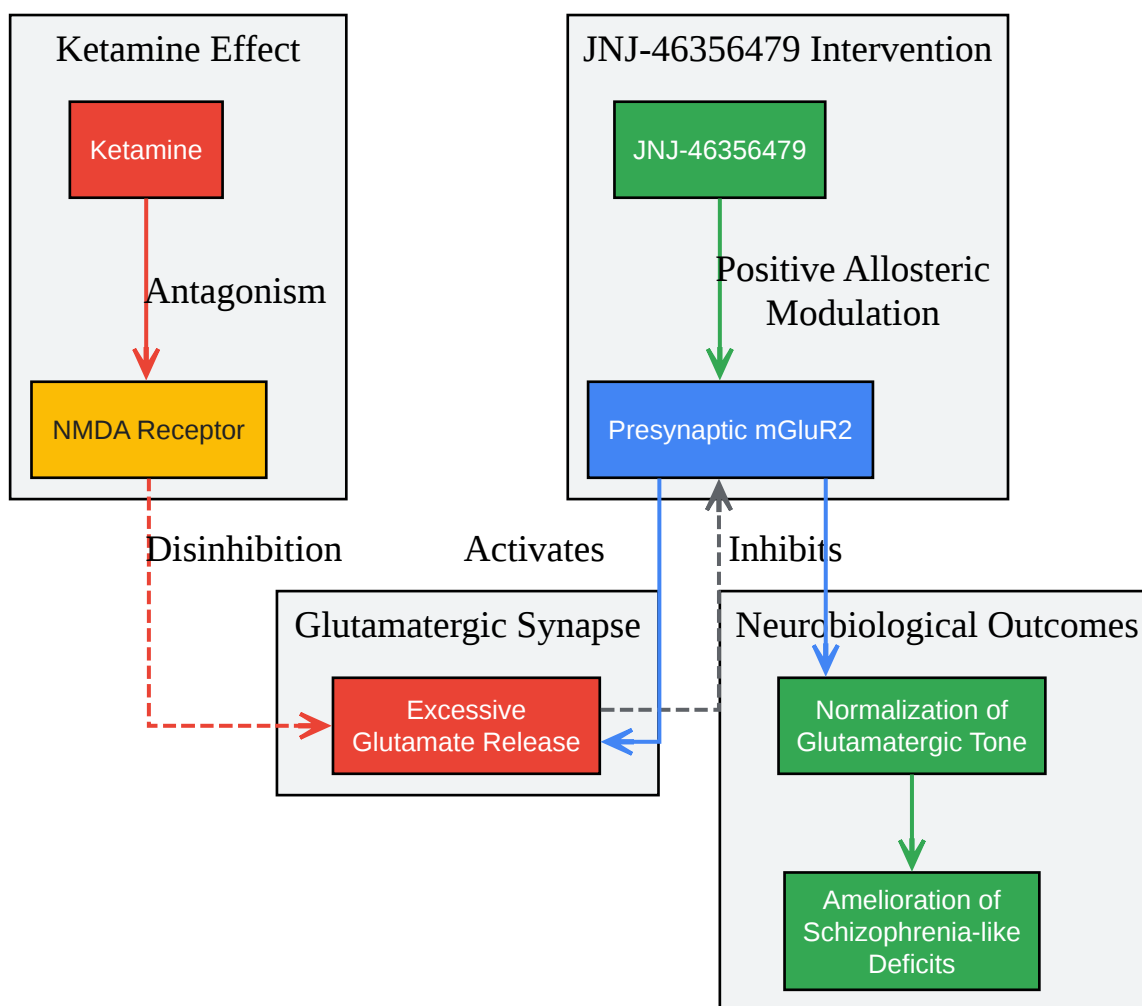 Ketamine Effect
Ketamine
Antagonism
NMDA Receptor
JNJ-46356479 Intervention
JNJ-46356479
Positive Allosteric
Modulation
Presynaptic mGluR2
Disinhibition
Activates
Inhibits
Glutamatergic Synapse
Excessive
Glutamate Release
Neurobiological Outcomes
Normalization of
Glutamatergic Tone
Amelioration of
Schizophrenia-like
Deficits